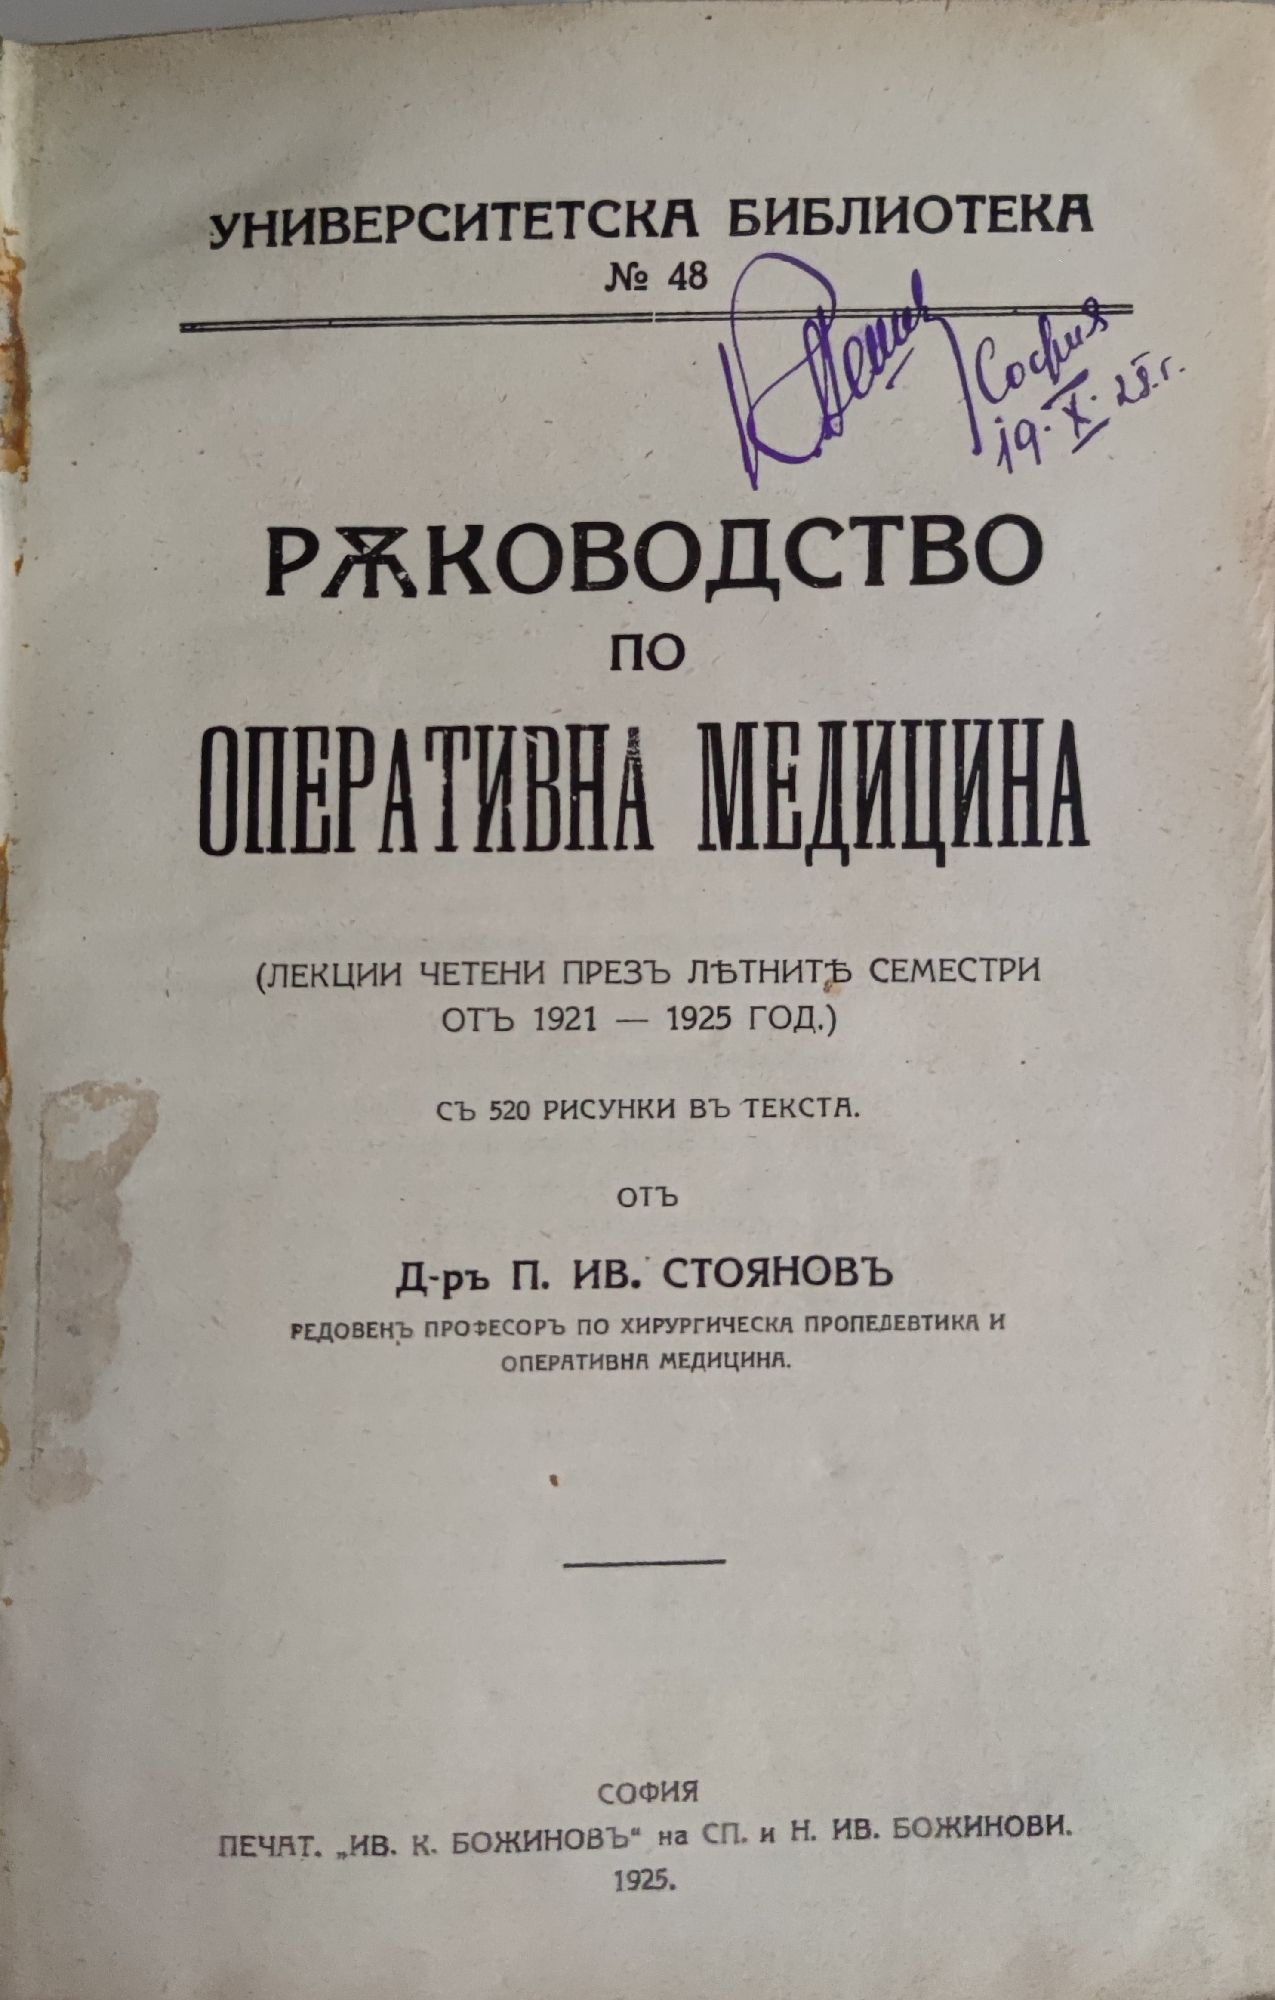 УНИВЕРСИТЕТСКА БИБЛИОТЕКА
№ 48
София
19. X. 25. г.
РѪКОВОДСТВО
ПО
ОПЕРАТИВНА МЕДИЦИНА
(ЛЕКЦИИ ЧЕТЕНИ ПРЕЗЪ ЛѢТНИТѢ СЕМЕСТРИ
ОТЪ 1921 — 1925 ГОД.)
СЪ 520 РИСУНКИ ВЪ ТЕКСТА.
ОТЪ
Д-ръ П. ИВ. СТОЯНОВЪ
РЕДОВЕНЪ ПРОФЕСОРЪ ПО ХИРУРГИЧЕСКА ПРОПЕДЕВТИКА И
ОПЕРАТИВНА МЕДИЦИНА.
СОФИЯ
ПЕЧАТ. „ИВ. К. БОЖИНОВЪ“ на СП. и Н. ИВ. БОЖИНОВИ.
1925.